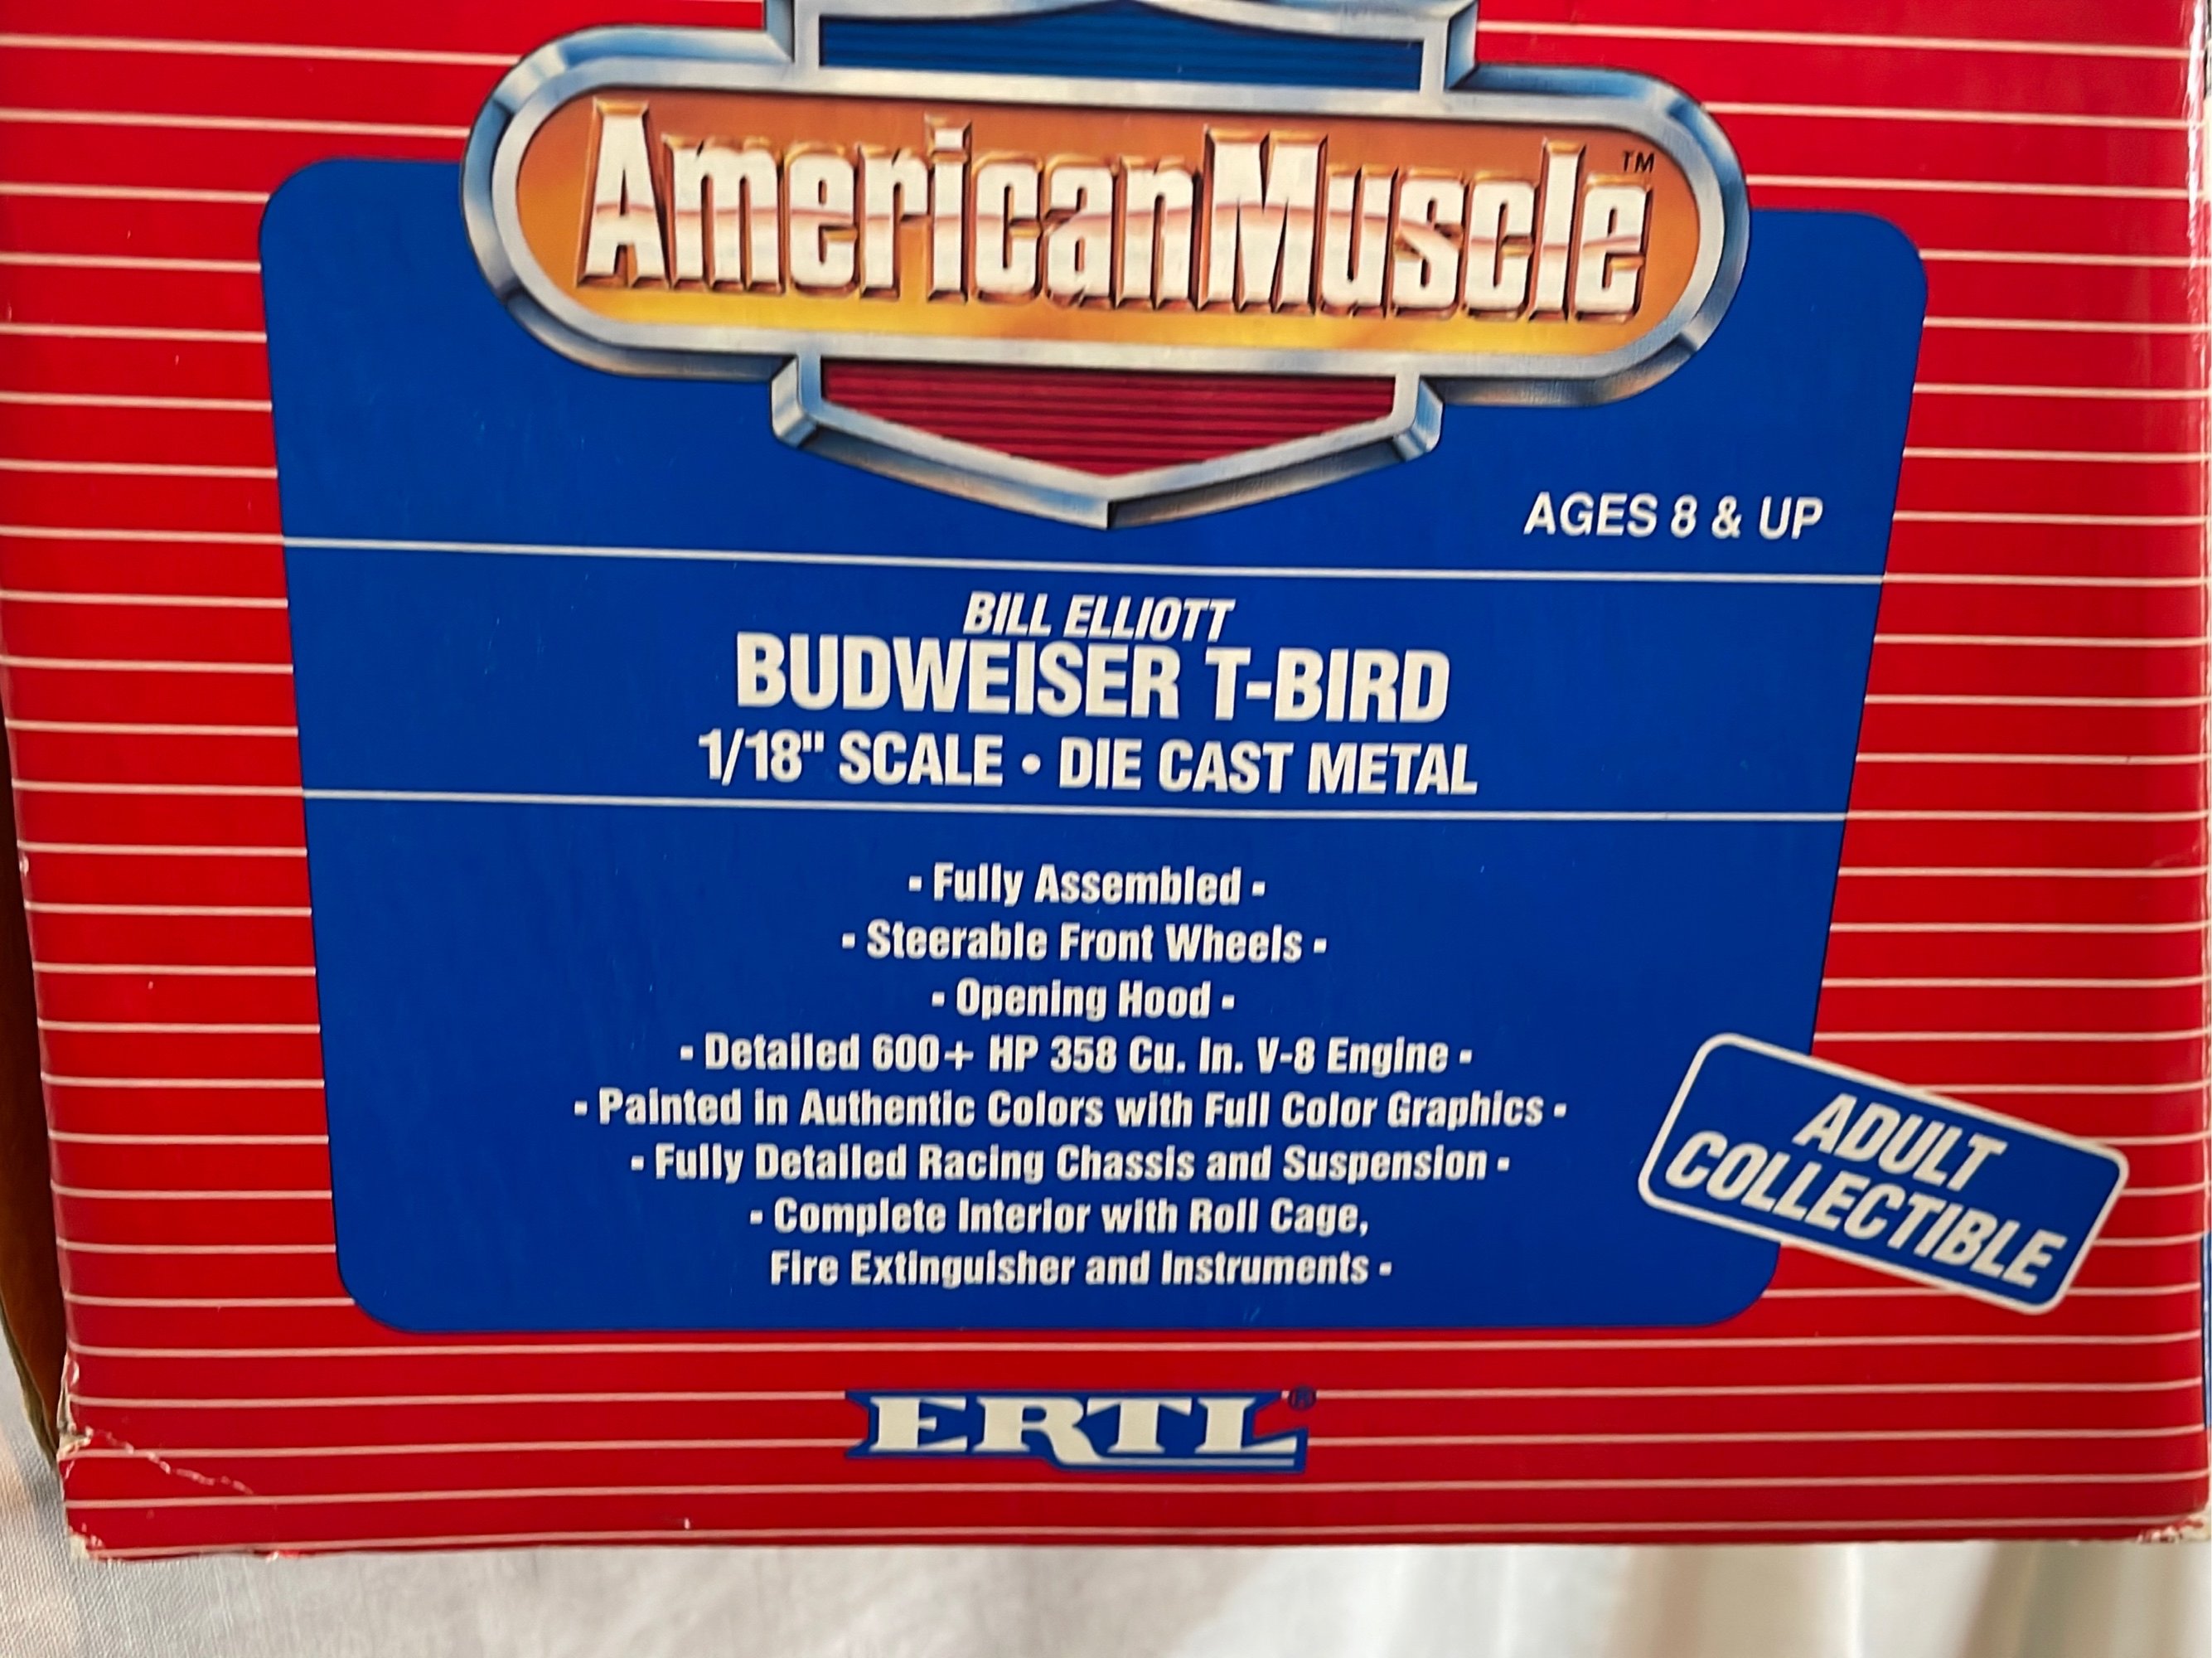 AmericanMuscle™
AGES 8 & UP
BILL ELLIOTT
BUDWEISER T-BIRD
1/18" SCALE • DIE CAST METAL
- Fully Assembled -
- Steerable Front Wheels -
- Opening Hood -
- Detailed 600+ HP 358 Cu. In. V-8 Engine -
- Painted in Authentic Colors with Full Color Graphics -
- Fully Detailed Racing Chassis and Suspension -
- Complete Interior with Roll Cage,
Fire Extinguisher and Instruments -
ADULT
COLLECTIBLE
ERTL®